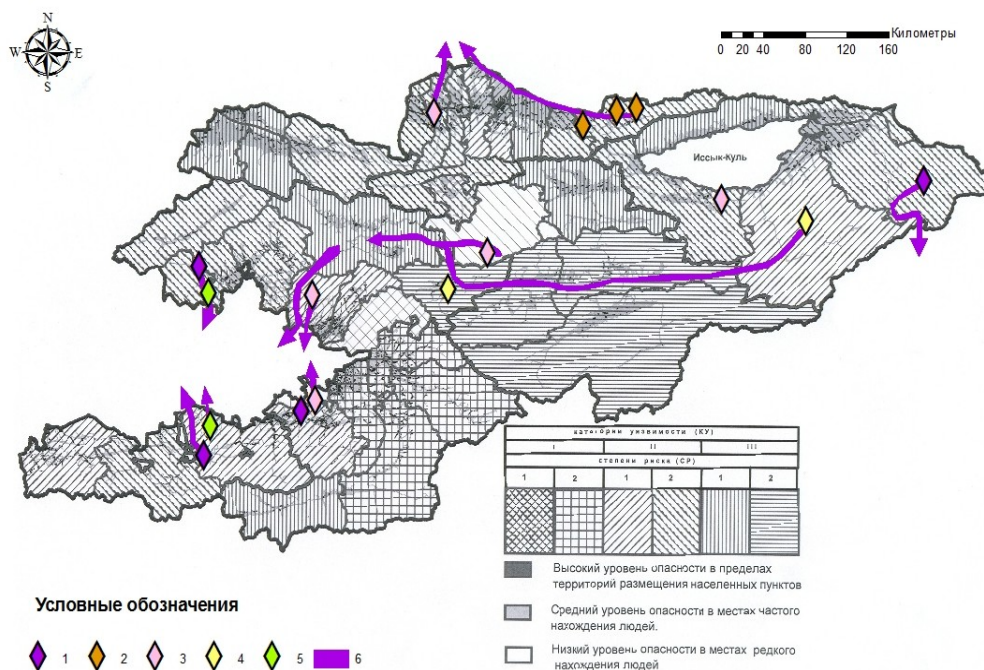 N
W E
S
Километры
0 20 40 80 120 160
Иссык-Куль
категории уязвимости (КУ)
I II III
степени риска (СР)
1 2 1 2 1 2
Высокий уровень опасности в пределах
территорий размещения населенных пунктов
Средний уровень опасности в местах частого
нахождения людей.
Низкий уровень опасности в местах редкого
нахождения людей
Условные обозначения
1 2 3 4 5 6